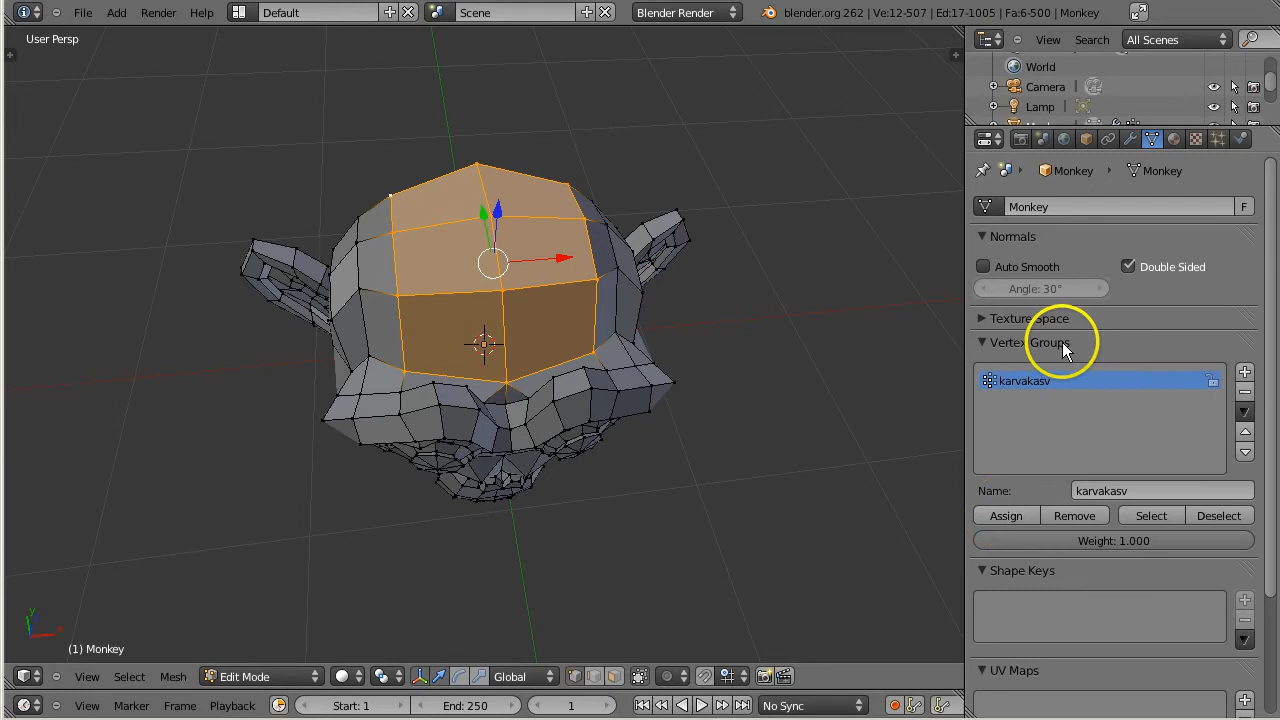 File Add Render Help Default Scene Blender Render blender.org 262 | Ve:12-507 | Ed:17-1005 | Fa:6-500 | Monkey
User Persp
View Search All Scenes
World
Camera
Lamp
Monkey Monkey
Monkey F
Normals
Auto Smooth Double Sided
Angle: 30°
Texture Space
Vertex Groups
karvakasv
Name: karvakasv
Assign Remove Select Deselect
Weight: 1.000
Shape Keys
y
x
(1) Monkey
UV Maps
View Select Mesh Edit Mode Global
View Marker Frame Playback Start: 1 End: 250 1 No Sync